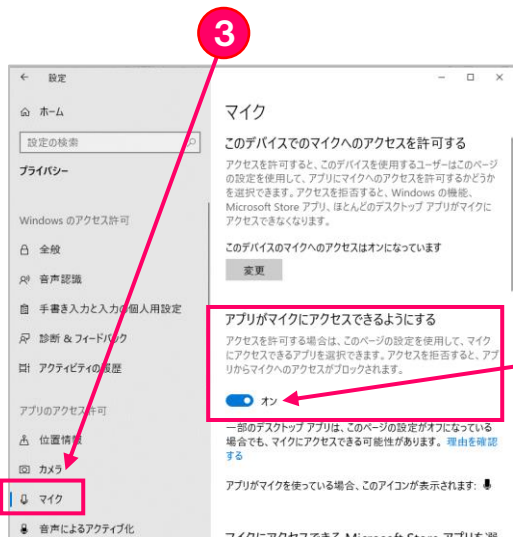 3
設定
ホーム
設定の検索
プライバシー
Windows のアクセス許可
全般
音声認識
手書き入力と入力の個人用設定
診断 & フィードバック
アクティビティの履歴
アプリのアクセス許可
位置情報
カメラ
マイク
音声によるアクティブ化
マイク
このデバイスでのマイクへのアクセスを許可する
アクセスを許可すると、このデバイスを使用するユーザーはこのページ
の設定を使用して、アプリにマイクへのアクセスを許可するかどうか
を選択できます。アクセスを拒否すると、Windows の機能、
Microsoft Store アプリ、ほとんどのデスクトップ アプリがマイクに
アクセスできなくなります。
このデバイスのマイクへのアクセスはオンになっています
変更
アプリがマイクにアクセスできるようにする
アクセスを許可する場合は、このページの設定を使用して、マイク
にアクセスできるアプリを選択できます。アクセスを拒否すると、アプ
リからマイクへのアクセスがブロックされます。
オン
一部のデスクトップ アプリは、このページの設定がオフになっている
場合でも、マイクにアクセスできる可能性があります。 理由を確認
する
アプリがマイクを使っている場合、このアイコンが表示されます:
マイクにアクセスできる Microsoft Store アプリを選